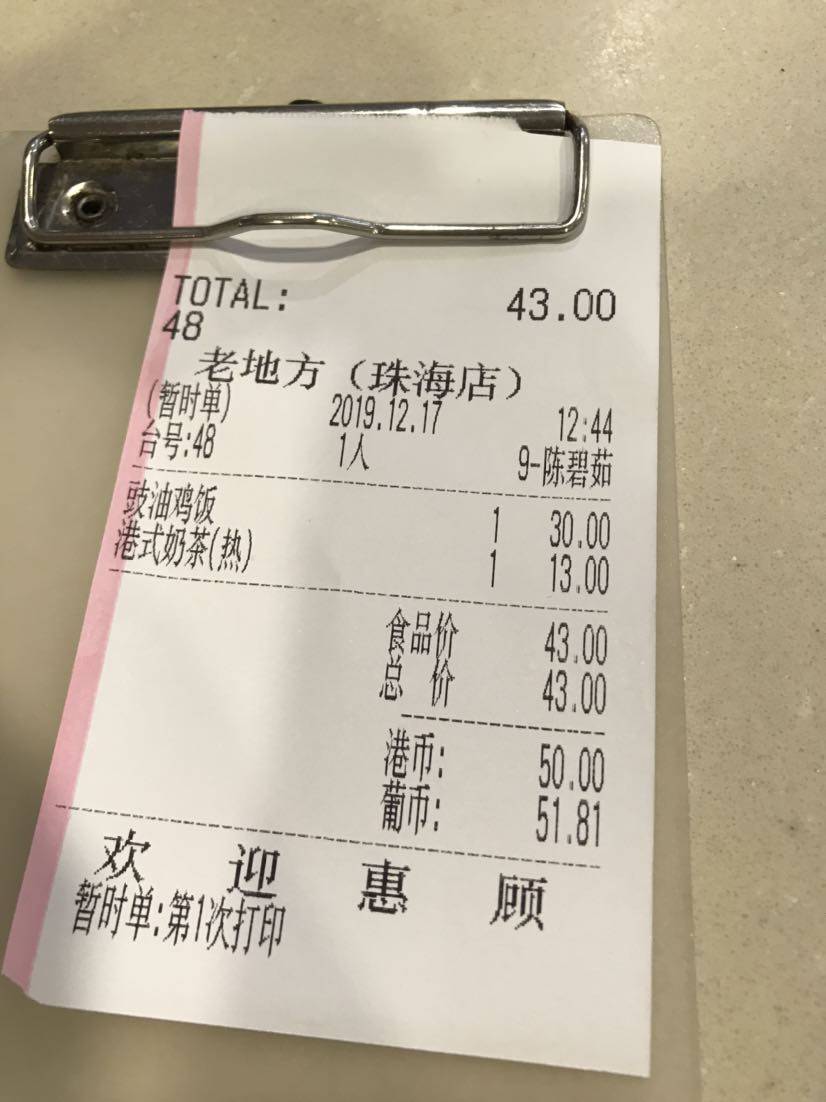 TOTAL: 43.00
48
老地方（珠海店）
(暂时单) 2019.12.17 12:44
台号:48 1人 9-陈碧茹
豉油鸡饭 1 30.00
港式奶茶(热) 1 13.00
食品价 43.00
总 价 43.00
港币: 50.00
葡币: 51.81
欢 迎 惠 顾
暂时单:第1次打印